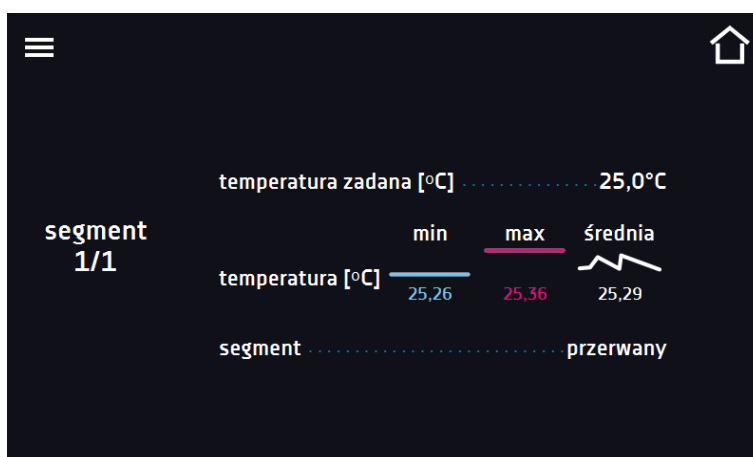 temperatura zadana [°C] ............... 25,0°C
segment
1/1
min max średnia
temperatura [°C]
25,26 25,36 25,29
segment ............................ przerwany